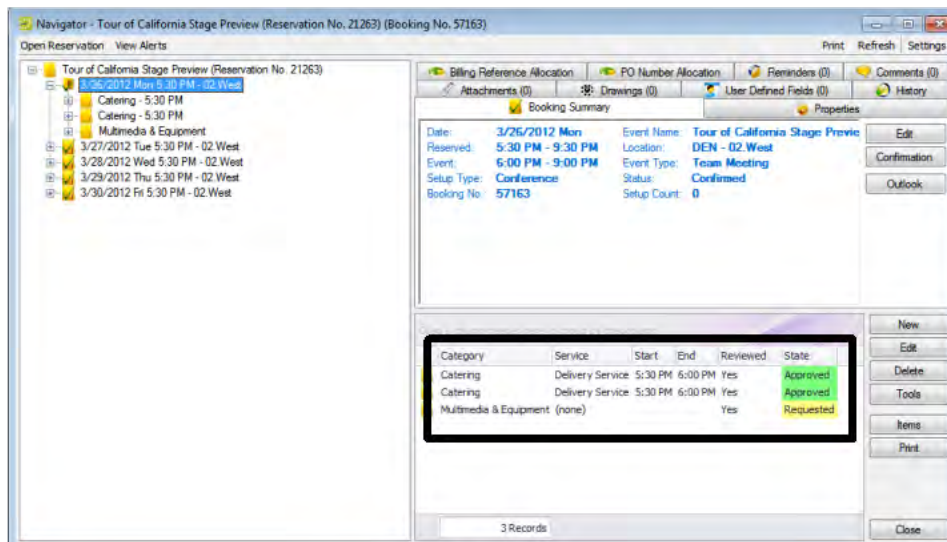 Navigator - Tour of California Stage Preview (Reservation No. 21263) (Booking No. 57163)
Open Reservation View Alerts Print Refresh Settings
Tour of California Stage Preview (Reservation No. 21263)
3/26/2012 Mon 5:30 PM - 02.West
Catering - 5:30 PM
Catering - 5:30 PM
Multimedia & Equipment
3/27/2012 Tue 5:30 PM - 02.West
3/28/2012 Wed 5:30 PM - 02.West
3/29/2012 Thu 5:30 PM - 02.West
3/30/2012 Fri 5:30 PM - 02.West
Billing Reference Allocation PO Number Allocation Reminders (0) Comments (0)
Attachments (0) Drawings (0) User Defined Fields (0) History
Booking Summary Properties
Date: 3/26/2012 Mon Event Name: Tour of California Stage Previe
Reserved: 5:30 PM - 9:30 PM Location: DEN - 02.West
Event: 6:00 PM - 9:00 PM Event Type: Team Meeting
Setup Type: Conference Status: Confirmed
Booking No: 57163 Setup Count: 0
Edit
Confirmation
Outlook
Category Service Start End Reviewed State
Catering Delivery Service 5:30 PM 6:00 PM Yes Approved
Catering Delivery Service 5:30 PM 6:00 PM Yes Approved
Multimedia & Equipment (none) Yes Requested
3 Records
New
Edit
Delete
Tools
Items
Print
Close